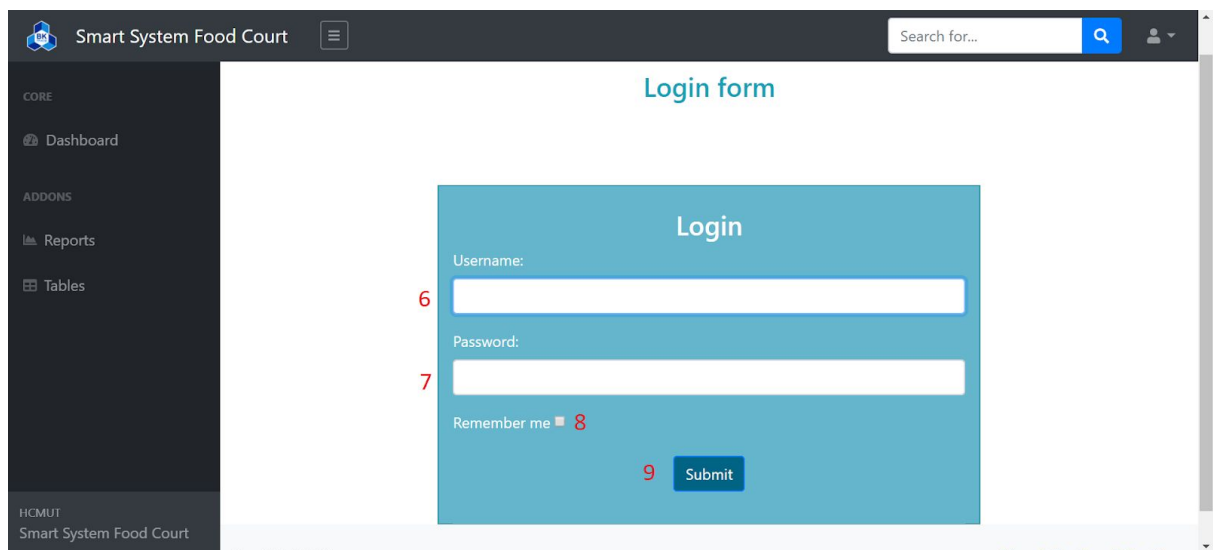 BK
Smart System Food Court
Search for...
CORE
Dashboard
ADDONS
Reports
Tables
HCMUT
Smart System Food Court
Login form
Login
Username:
6
Password:
7
Remember me 8
9 Submit